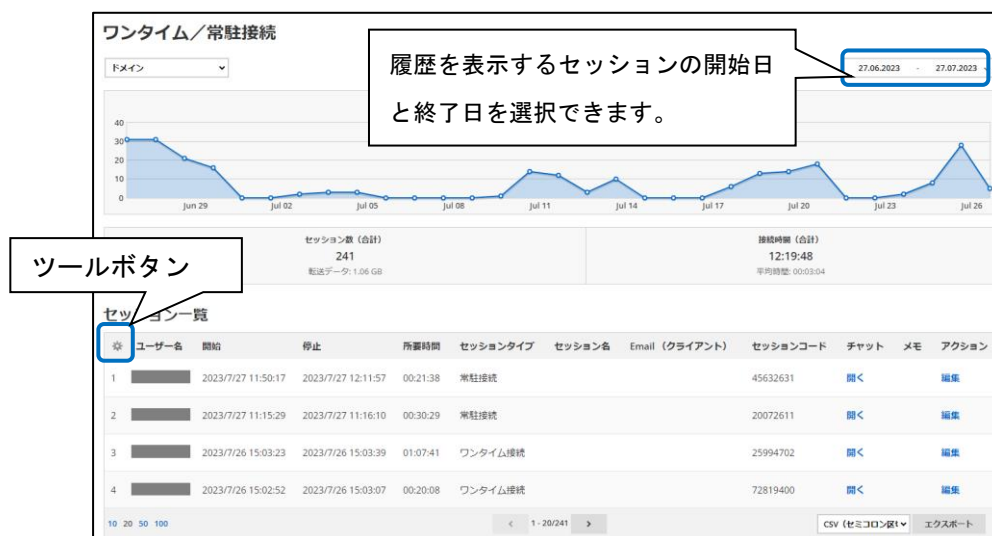 ワンタイム／常駐接続
ドメイン
履歴を表示するセッションの開始日
と終了日を選択できます。
27.06.2023 - 27.07.2023
40
30
20
10
0
Jun 29 Jul 02 Jul 05 Jul 08 Jul 11 Jul 14 Jul 17 Jul 20 Jul 23 Jul 26
セッション数（合計） 接続時間（合計）
241 12:19:48
転送データ: 1.06 GB 平均時間: 00:03:04
ツールボタン
セッション一覧
ユーザー名 開始 停止 所要時間 セッションタイプ セッション名 Email（クライアント） セッションコード チャット メモ アクション
1 2023/7/27 11:50:17 2023/7/27 12:11:57 00:21:38 常駐接続 45632631 開く 編集
2 2023/7/27 11:15:29 2023/7/27 11:16:10 00:30:29 常駐接続 20072611 開く 編集
3 2023/7/26 15:03:23 2023/7/26 15:03:39 01:07:41 ワンタイム接続 25994702 開く 編集
4 2023/7/26 15:02:52 2023/7/26 15:03:07 00:20:08 ワンタイム接続 72819400 開く 編集
10 20 50 100 < 1 - 20/241 > CSV（セミコロン区切 エクスポート